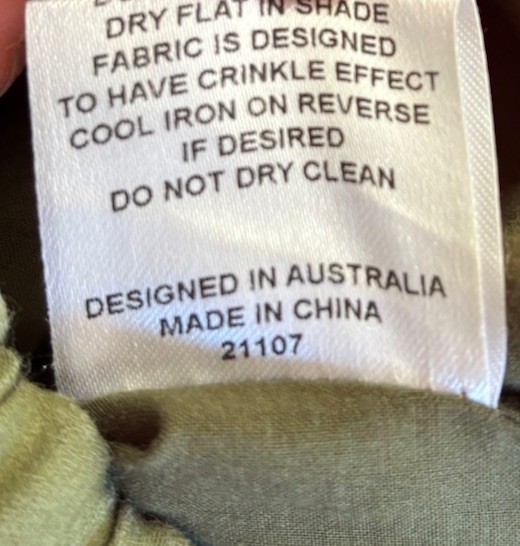 DRY FLAT IN SHADE
FABRIC IS DESIGNED
TO HAVE CRINKLE EFFECT
COOL IRON ON REVERSE
IF DESIRED
DO NOT DRY CLEAN
DESIGNED IN AUSTRALIA
MADE IN CHINA
21107